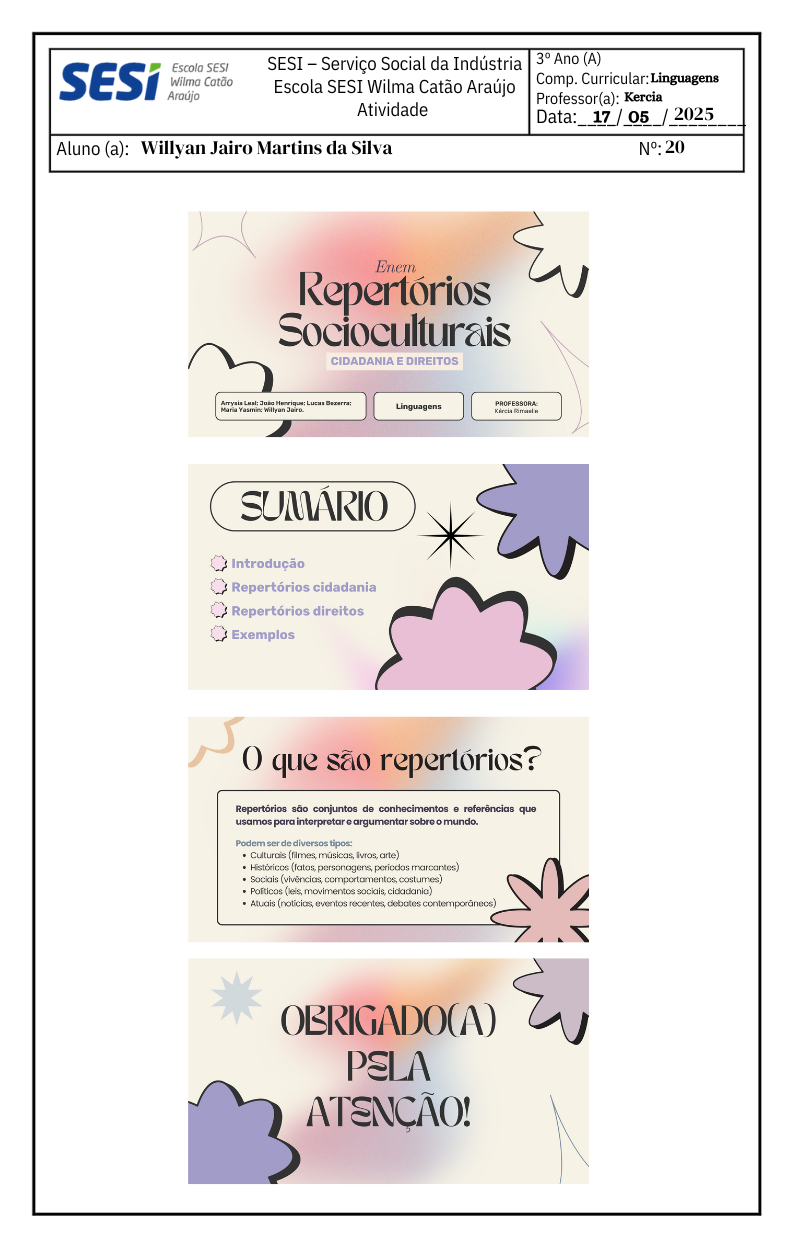 SESI
Escola SESI
Wilma Catão
Araújo
SESI – Serviço Social da Indústria
Escola SESI Wilma Catão Araújo
Atividade
3º Ano (A)
Comp. Curricular: Linguagens
Professor(a): Kercia
Data: 17 / 05 / 2025
Aluno (a): Willyan Jairo Martins da Silva
Nº: 20
Enem
Repertórios
Socioculturais
CIDADANIA E DIREITOS
Arrysia Leal; João Henrique; Lucas Bezerra;
Maria Yasmin; Willyan Jairo.
Linguagens
PROFESSORA:
Kércia Rimaelle
SUMÁRIO
Introdução
Repertórios cidadania
Repertórios direitos
Exemplos
O que são repertórios?
Repertórios são conjuntos de conhecimentos e referências que
usamos para interpretar e argumentar sobre o mundo.
Podem ser de diversos tipos:
• Culturais (filmes, músicas, livros, arte)
• Históricos (fatos, personagens, períodos marcantes)
• Sociais (vivências, comportamentos, costumes)
• Políticos (leis, movimentos sociais, cidadania)
• Atuais (notícias, eventos recentes, debates contemporâneos)
OBRIGADO(A)
PELA
ATENÇÃO!